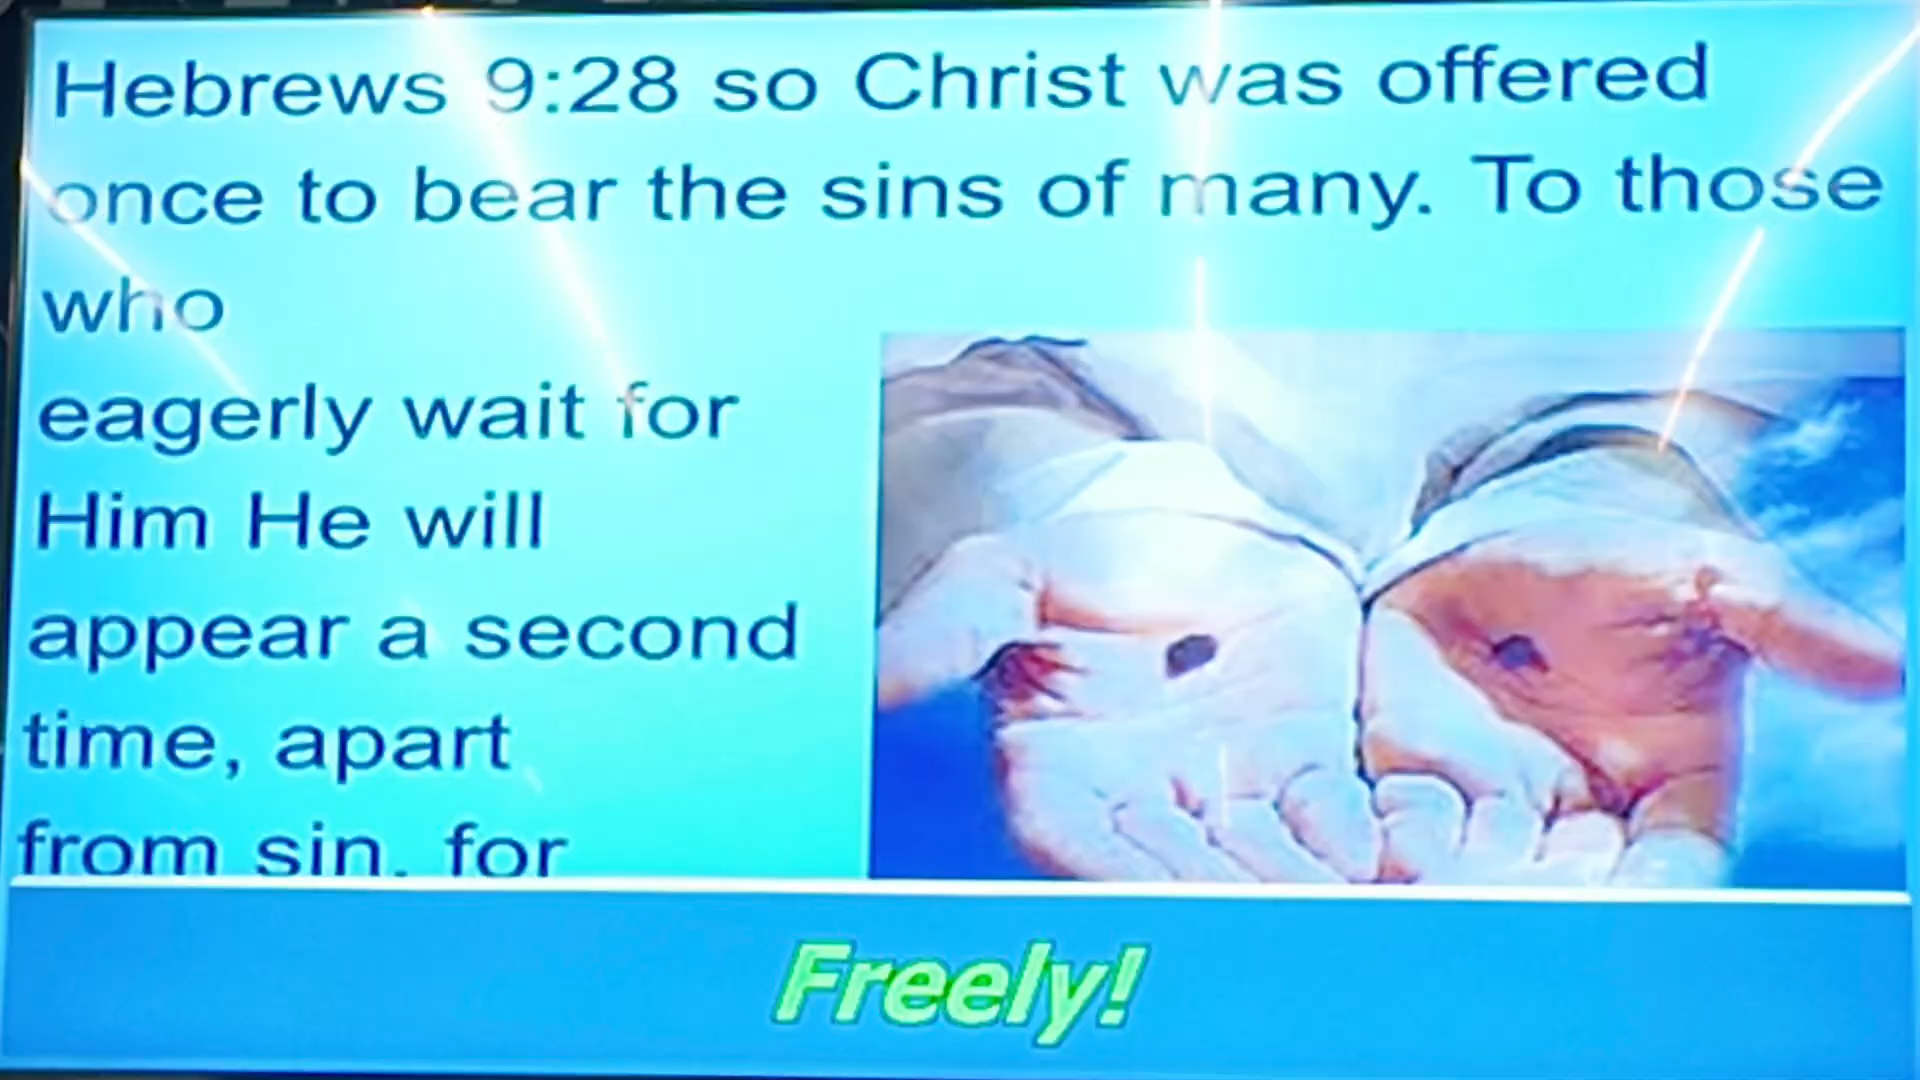 Hebrews 9:28 so Christ was offered
once to bear the sins of many. To those
who
eagerly wait for
Him He will
appear a second
time, apart
from sin, for
Freely!